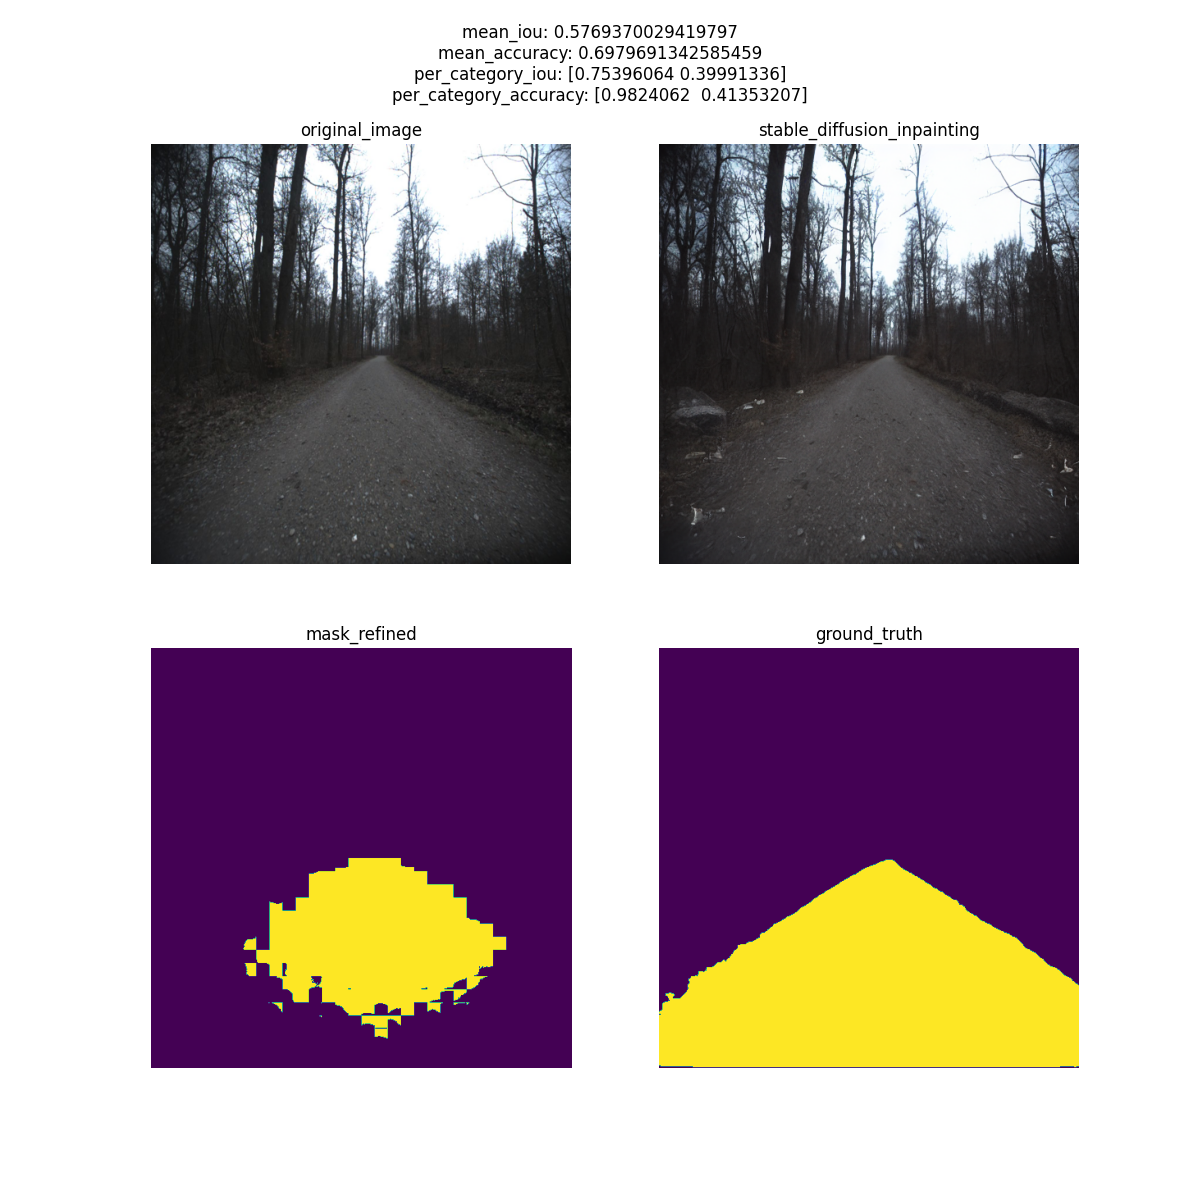 mean_iou: 0.5769370029419797
mean_accuracy: 0.6979691342585459
per_category_iou: [0.75396064 0.39991336]
per_category_accuracy: [0.9824062  0.41353207]
original_image
stable_diffusion_inpainting
mask_refined
ground_truth